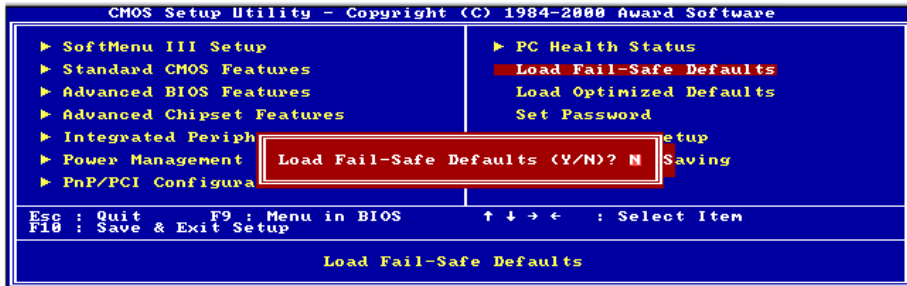 CMOS Setup Utility - Copyright (C) 1984-2000 Award Software
▶ SoftMenu III Setup
▶ Standard CMOS Features
▶ Advanced BIOS Features
▶ Advanced Chipset Features
▶ Integrated Periph
▶ Power Management
▶ PnP/PCI Configura
▶ PC Health Status
Load Fail-Safe Defaults
Load Optimized Defaults
Set Password
etup
Saving
Load Fail-Safe Defaults (Y/N)? N
Esc : Quit F9 : Menu in BIOS ↑ ↓ → ← : Select Item
F10 : Save & Exit Setup
Load Fail-Safe Defaults